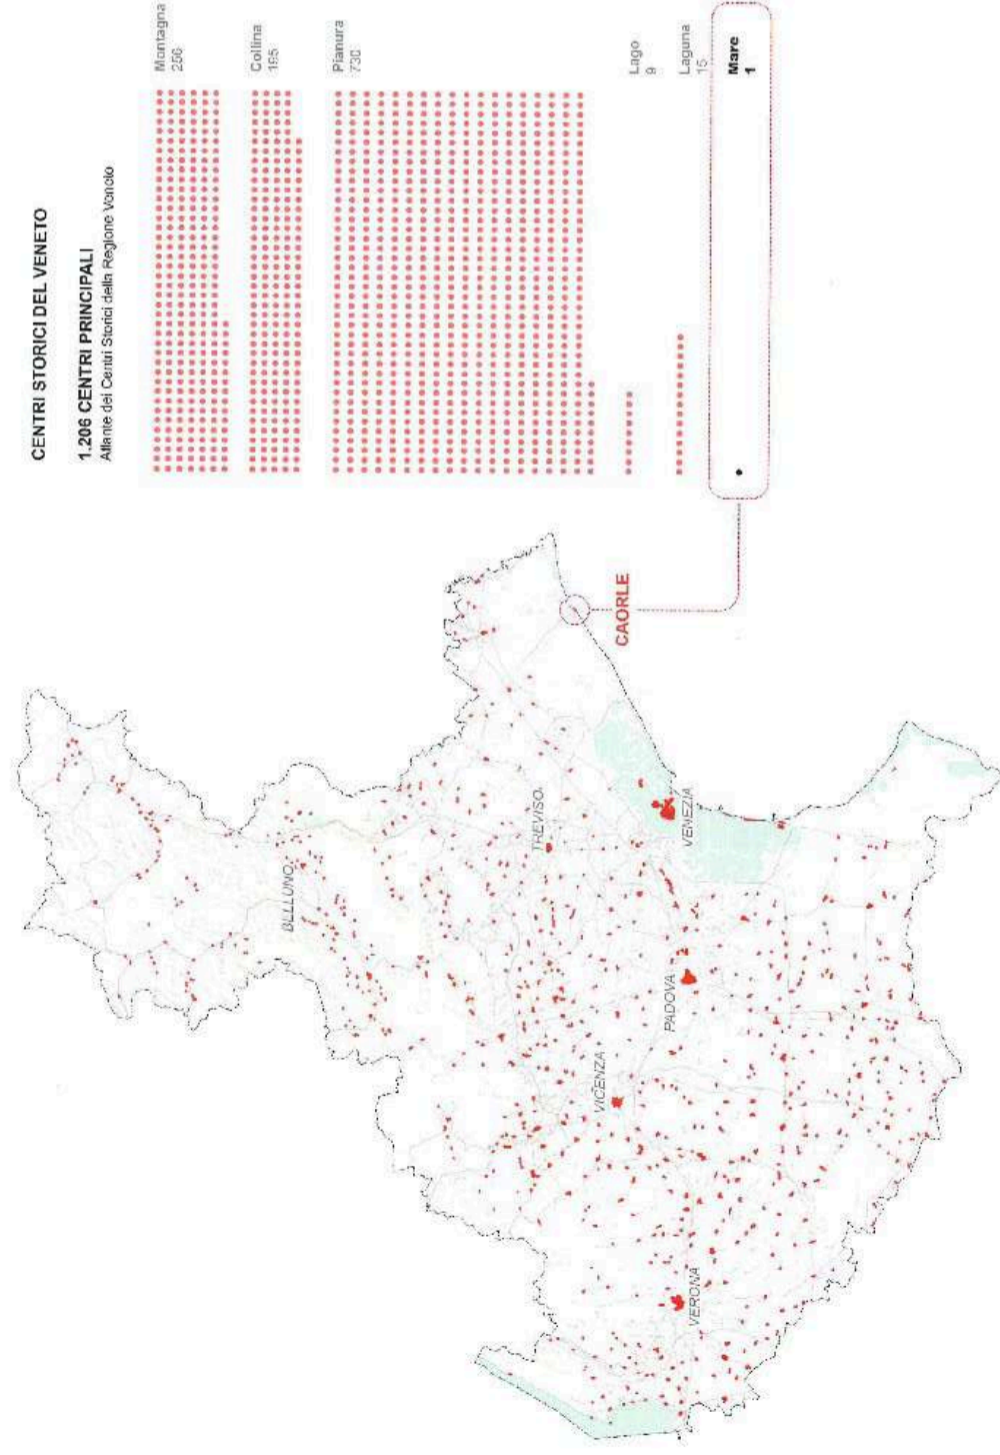 CENTRI STORICI DEL VENETO
1.206 CENTRI PRINCIPALI
Atlante dei Centri Storici della Regione Veneto
Montagna
256
Collina
195
Pianura
730
Lago
9
Laguna
15
Mare
1
CAORLE
BELLUNO
TREVISO
VENEZIA
PADOVA
VICENZA
VERONA